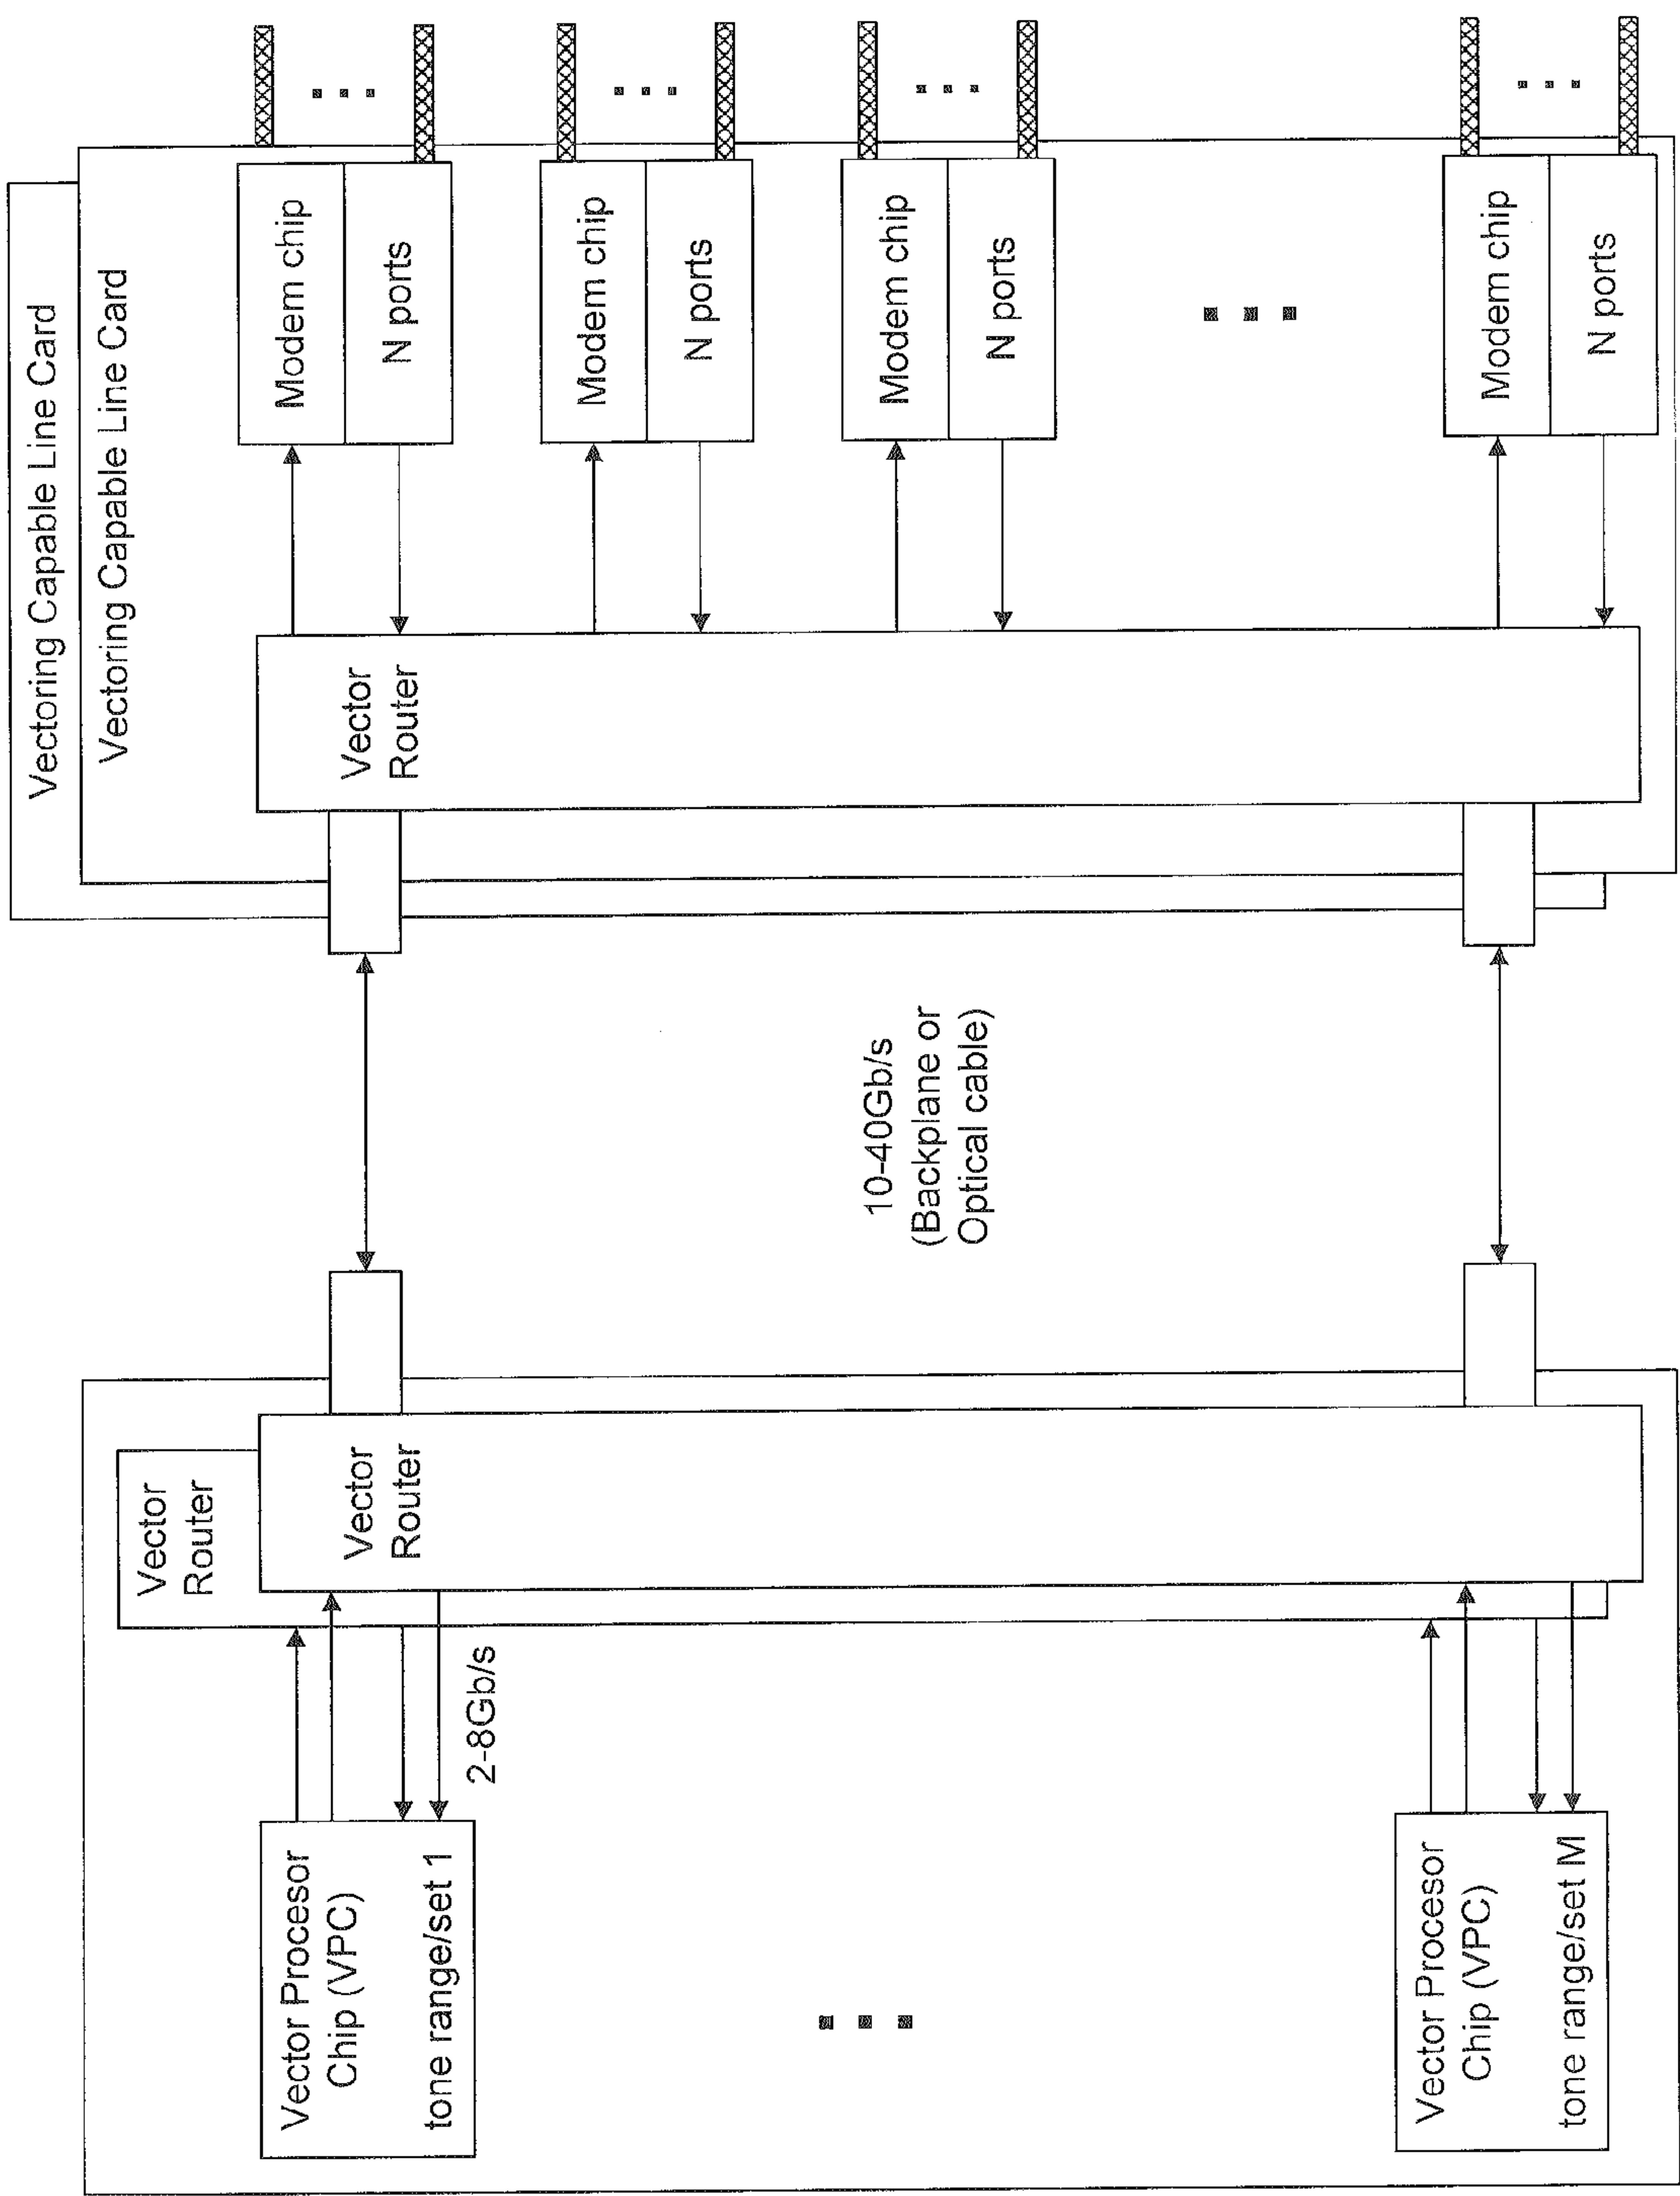 Vector Procesor
Chip (VPC)
tone range/set 1
2-8Gb/s
Vector Procesor
Chip (VPC)
tone range/set M
Vector
Router
Vector
Router
10-40Gb/s
(Backplane or
Optical cable)
Vectoring Capable Line Card
Vectoring Capable Line Card
Vector
Router
Modem chip
N ports
Modem chip
N ports
Modem chip
N ports
Modem chip
N ports